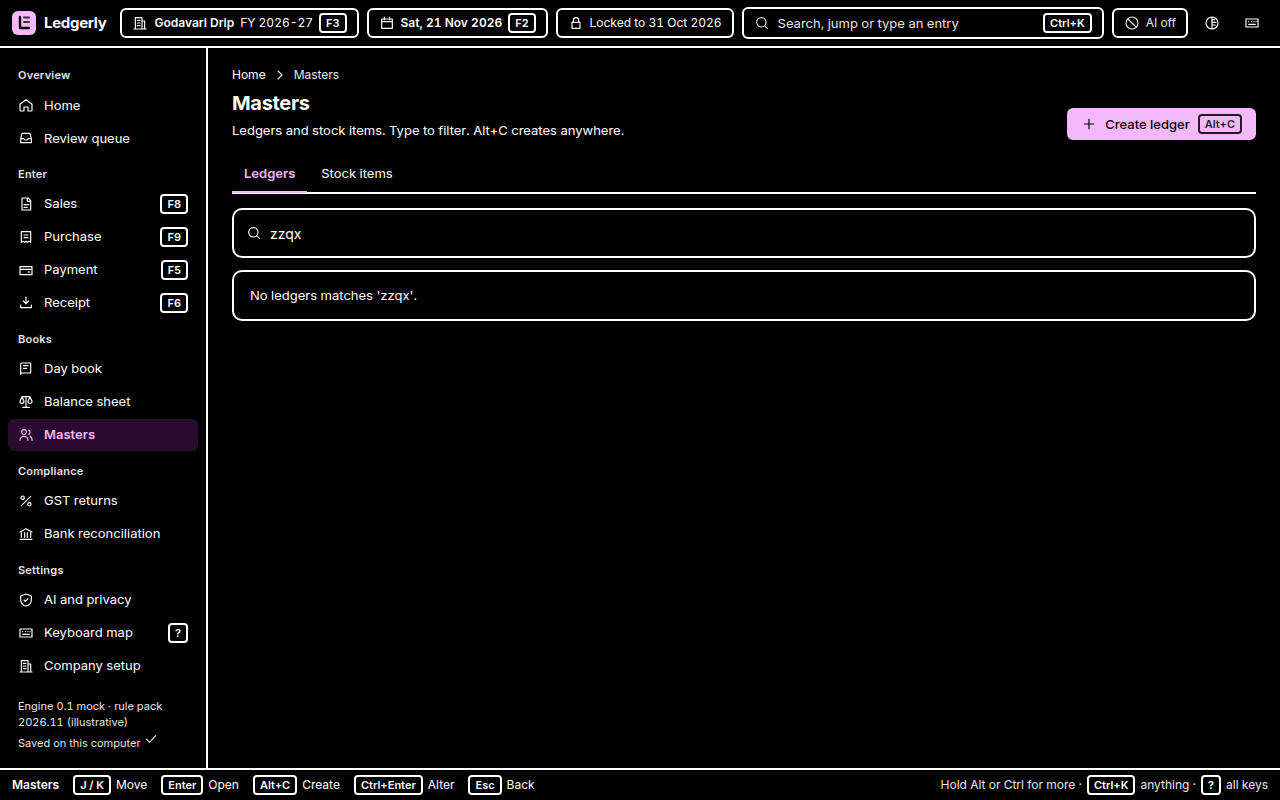 Ledgerly
Godavari Drip FY 2026-27 F3
Sat, 21 Nov 2026 F2
Locked to 31 Oct 2026
Search, jump or type an entry Ctrl+K
AI off
Overview
Home
Review queue
Enter
Sales F8
Purchase F9
Payment F5
Receipt F6
Books
Day book
Balance sheet
Masters
Compliance
GST returns
Bank reconciliation
Settings
AI and privacy
Keyboard map ?
Company setup
Engine 0.1 mock · rule pack
2026.11 (illustrative)
Saved on this computer
Home Masters
Masters
Ledgers and stock items. Type to filter. Alt+C creates anywhere.
Create ledger Alt+C
Ledgers Stock items
zzqx
No ledgers matches 'zzqx'.
Masters J / K Move Enter Open Alt+C Create Ctrl+Enter Alter Esc Back
Hold Alt or Ctrl for more · Ctrl+K anything · ? all keys